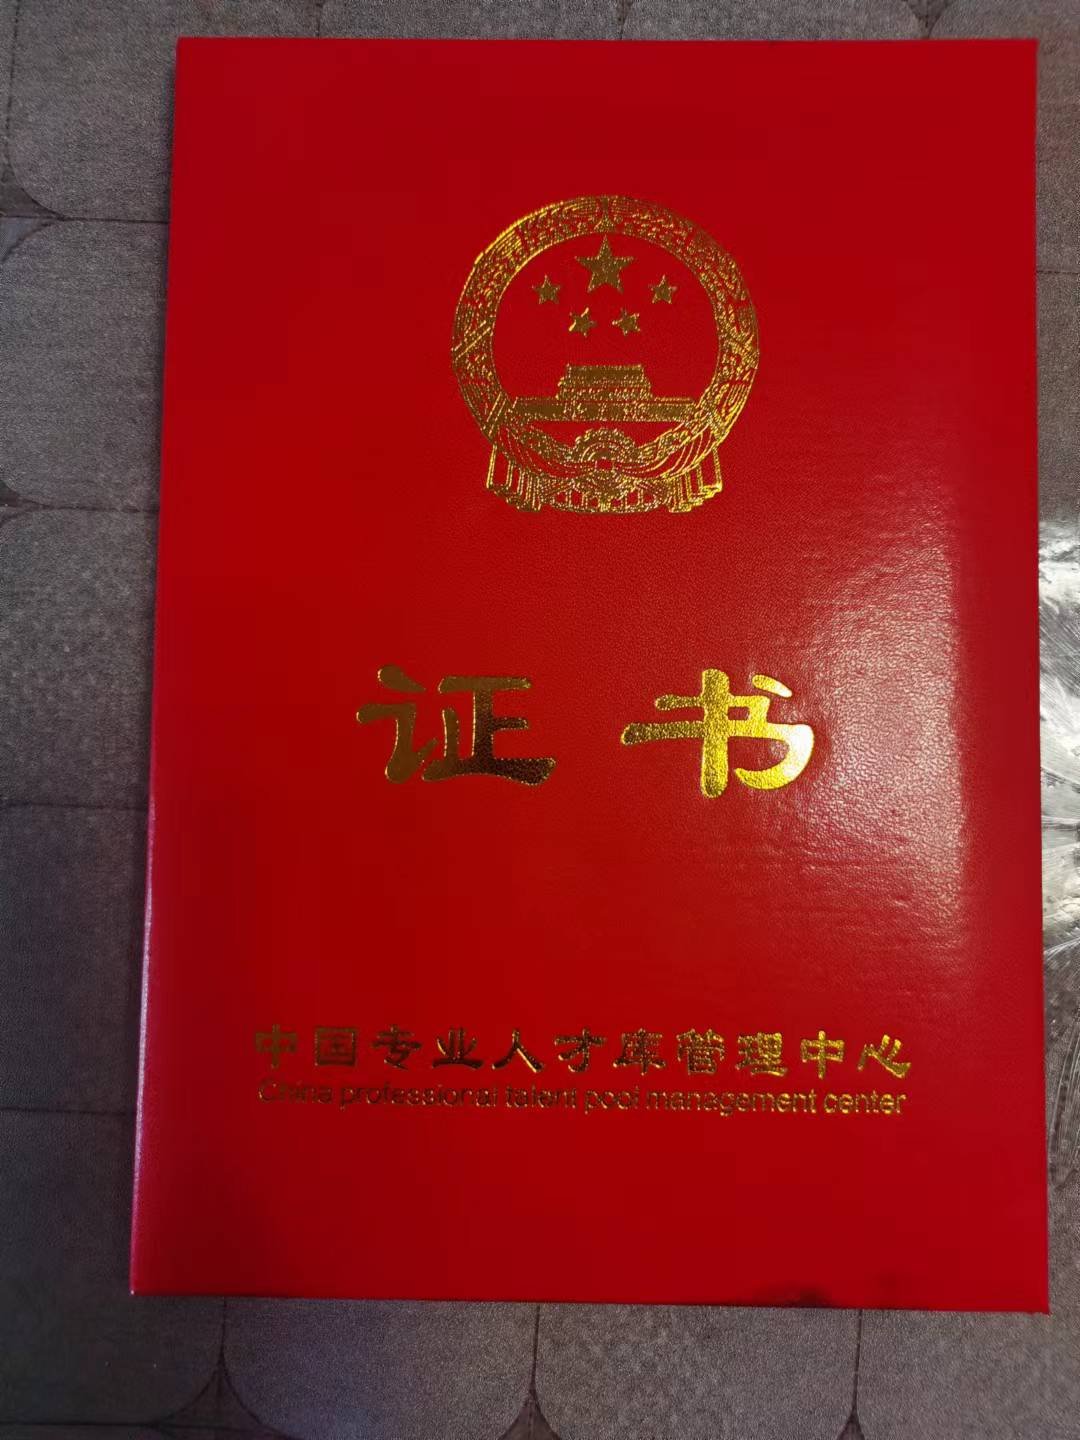 证书
中国专业人才库管理中心
China professional talent pool management center